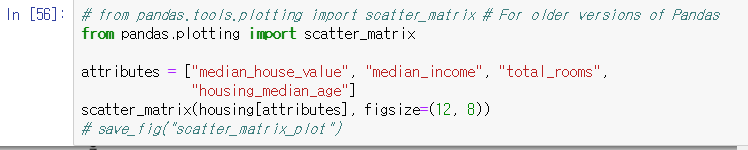 In [56]: # from pandas.tools.plotting import scatter_matrix # For older versions of Pandas
from pandas.plotting import scatter_matrix
attributes = ["median_house_value", "median_income", "total_rooms",
"housing_median_age"]
scatter_matrix(housing[attributes], figsize=(12, 8))
# save_fig("scatter_matrix_plot")